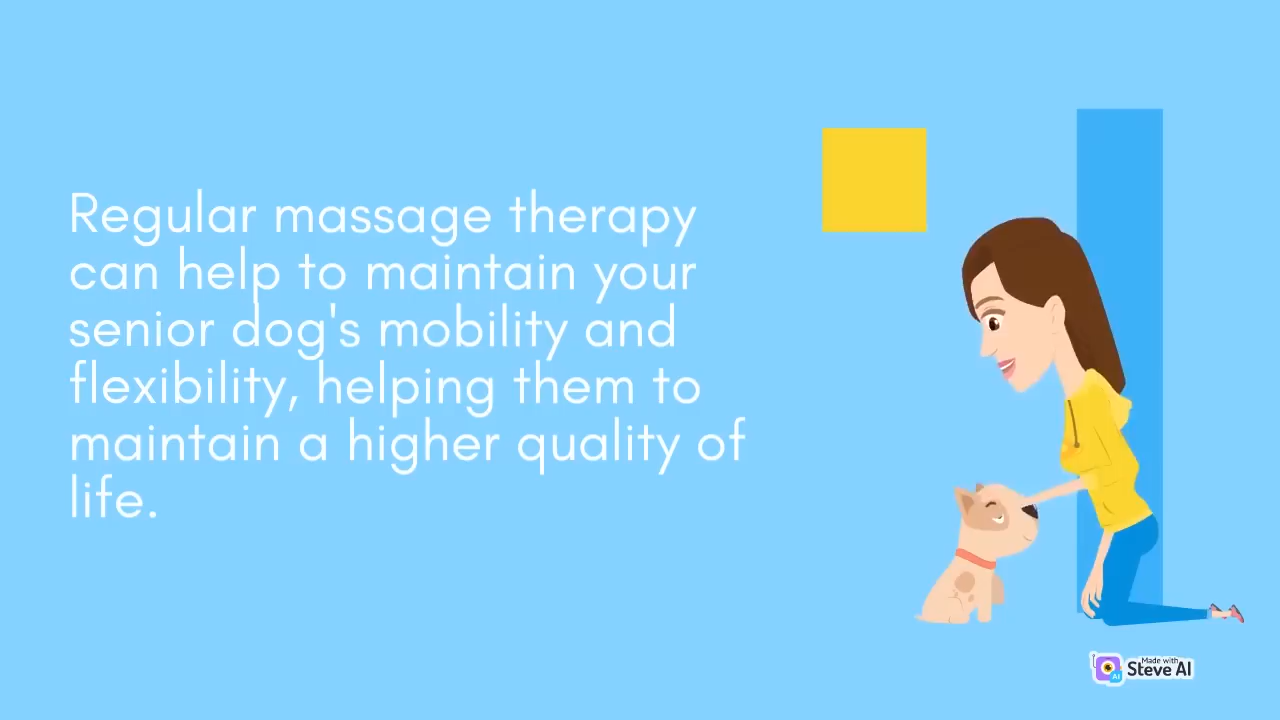 Regular massage therapy
can help to maintain your
senior dog's mobility and
flexibility, helping them to
maintain a higher quality of
life.
Made with
Steve AI
AI